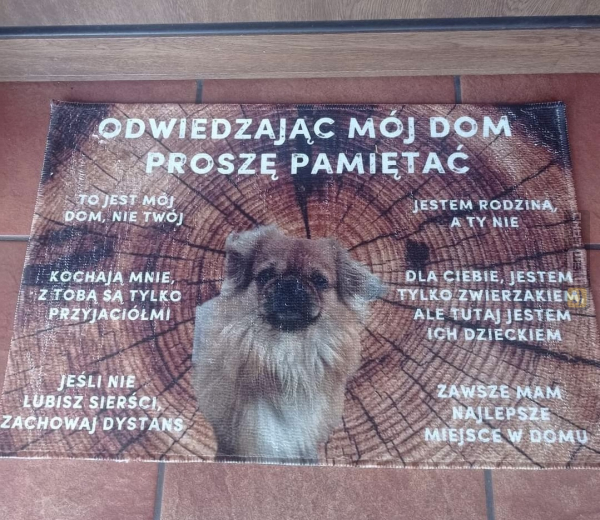 ODWIEDZAJĄC MÓJ DOM
PROSZĘ PAMIĘTAĆ
TO JEST MÓJ
DOM, NIE TWÓJ
KOCHAJĄ MNIE,
Z TOBĄ SĄ TYLKO
PRZYJACIÓŁMI
JEŚLI NIE
LUBISZ SIERŚCI,
ZACHOWAJ DYSTANS
JESTEM RODZINĄ,
A TY NIE
DLA CIEBIE, JESTEM
TYLKO ZWIERZAKIEM,
ALE TUTAJ JESTEM
ICH DZIECKIEM
ZAWSZE MAM
NAJLEPSZE
MIEJSCE W DOMU